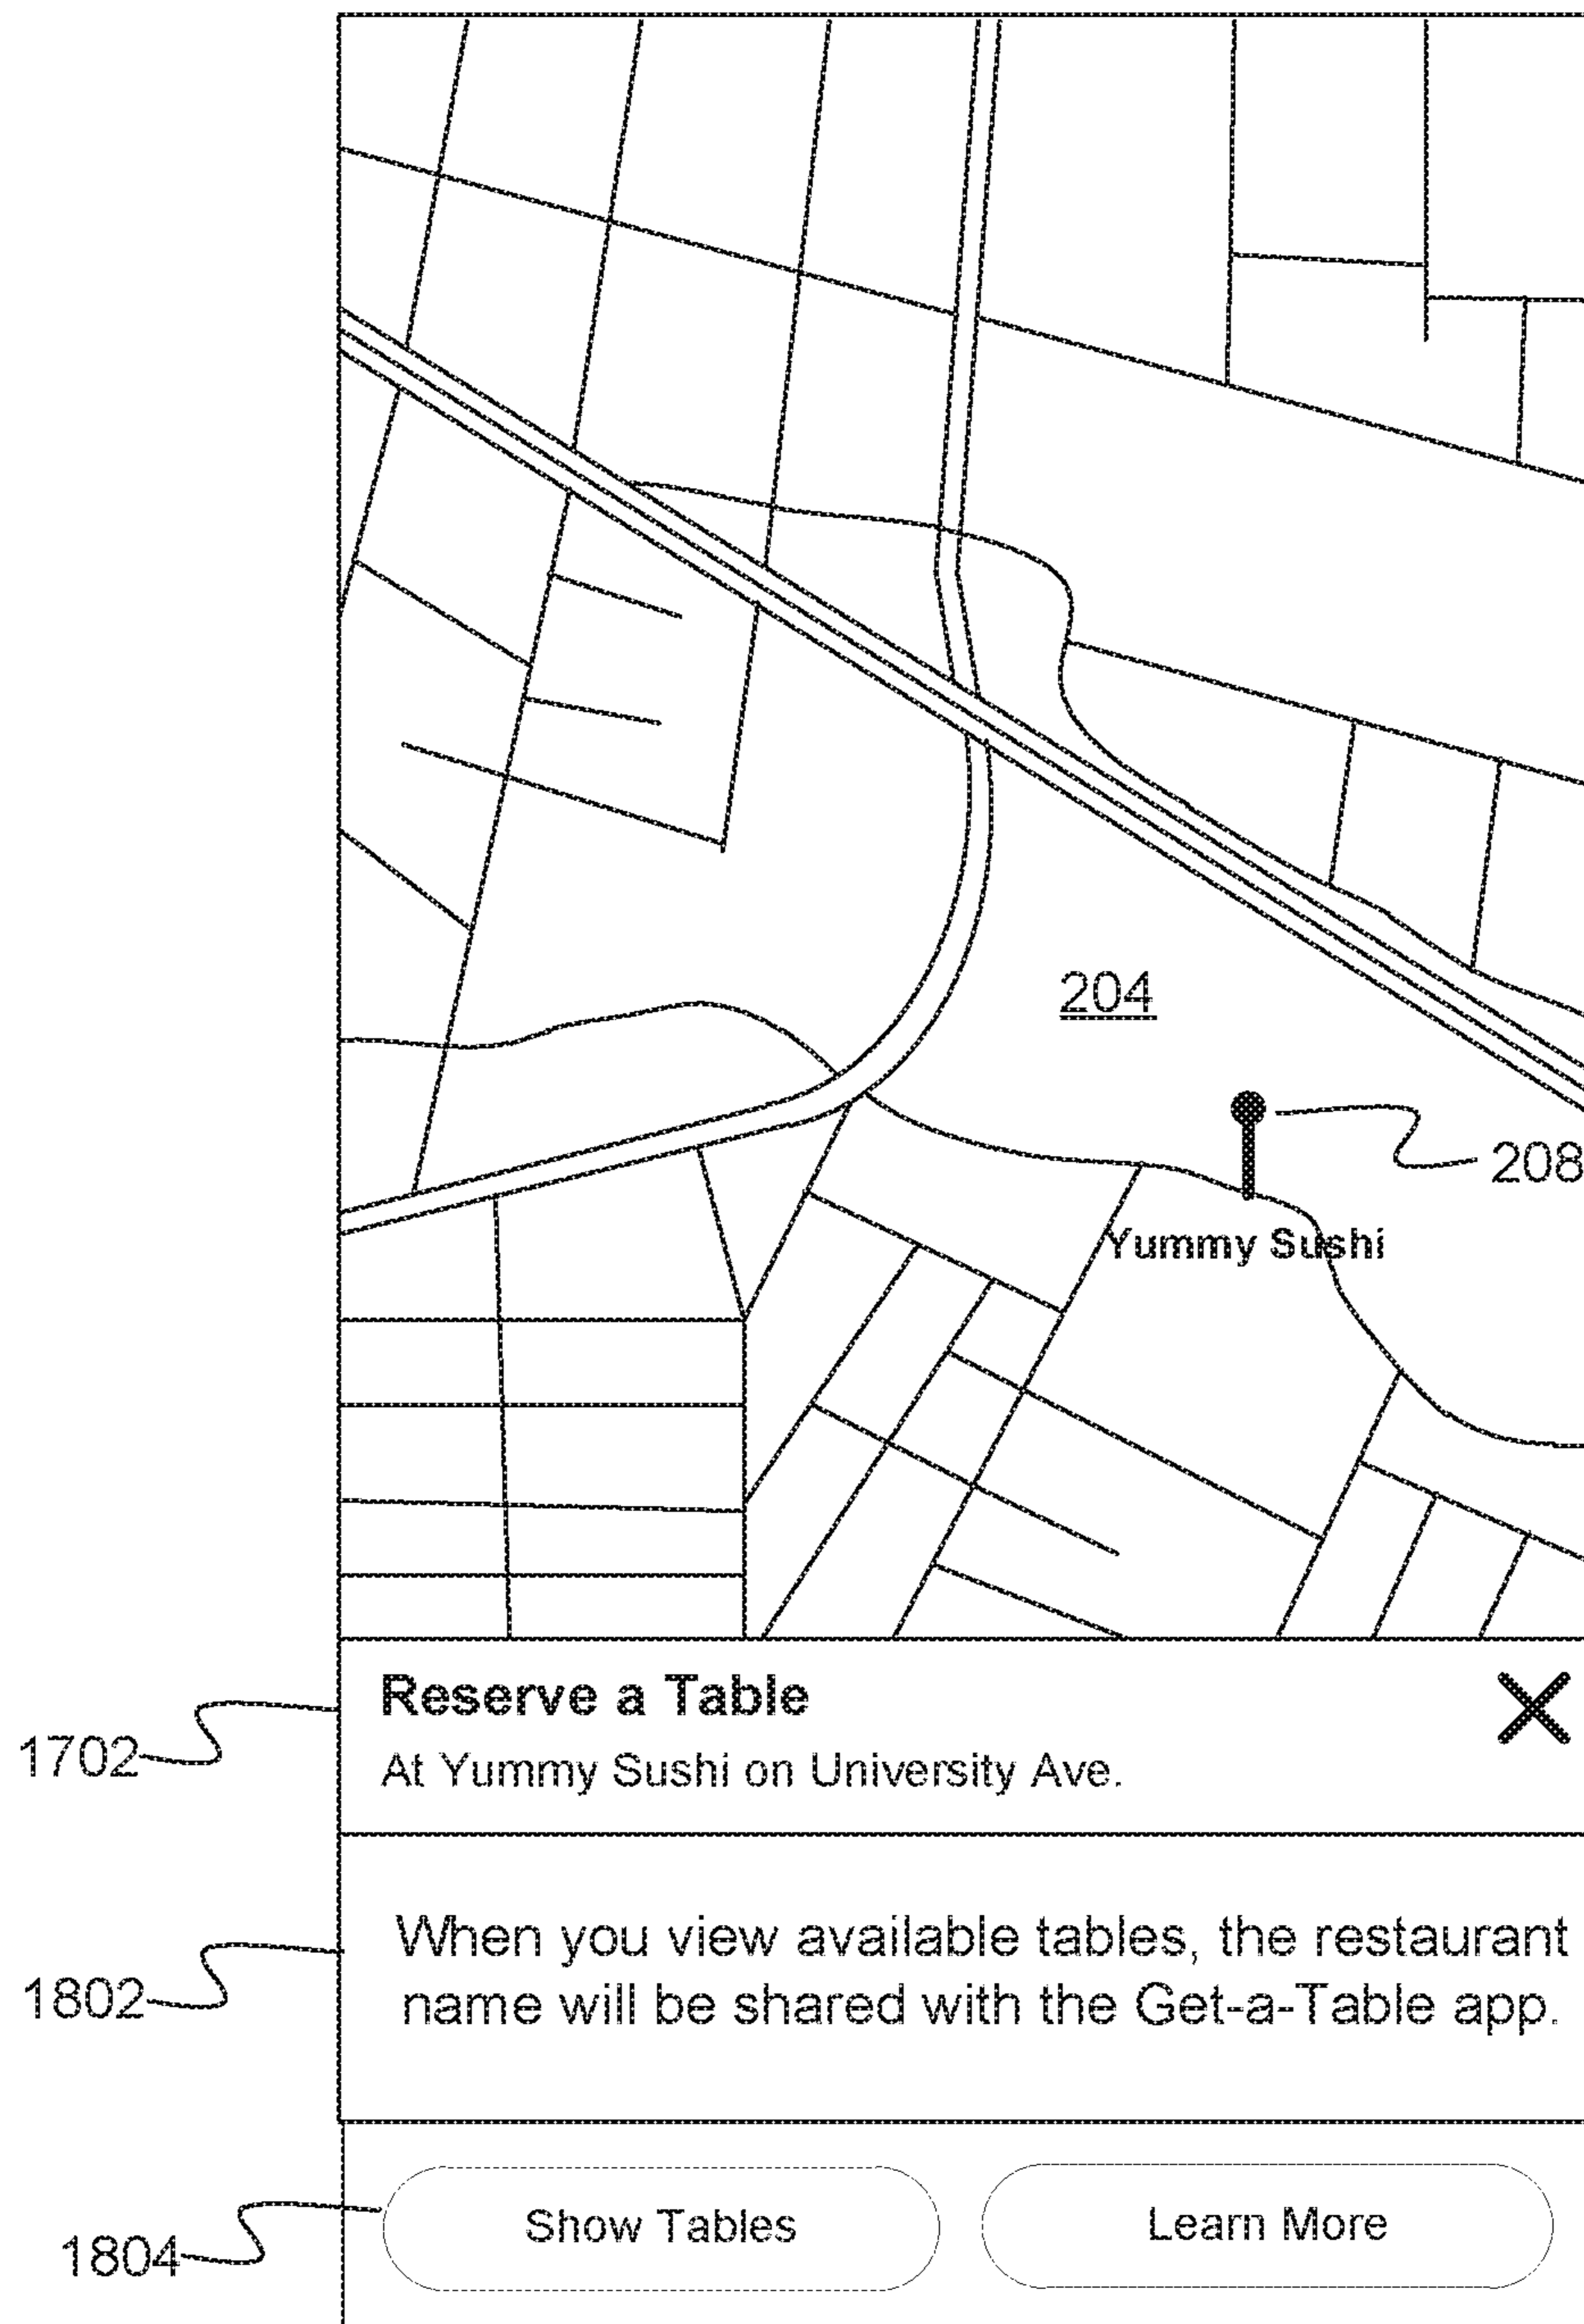 204
208
Yummy Sushi
Reserve a Table
1702
At Yummy Sushi on University Ave.
When you view available tables, the restaurant
1802
name will be shared with the Get-a-Table app.
Show Tables
Learn More
1804